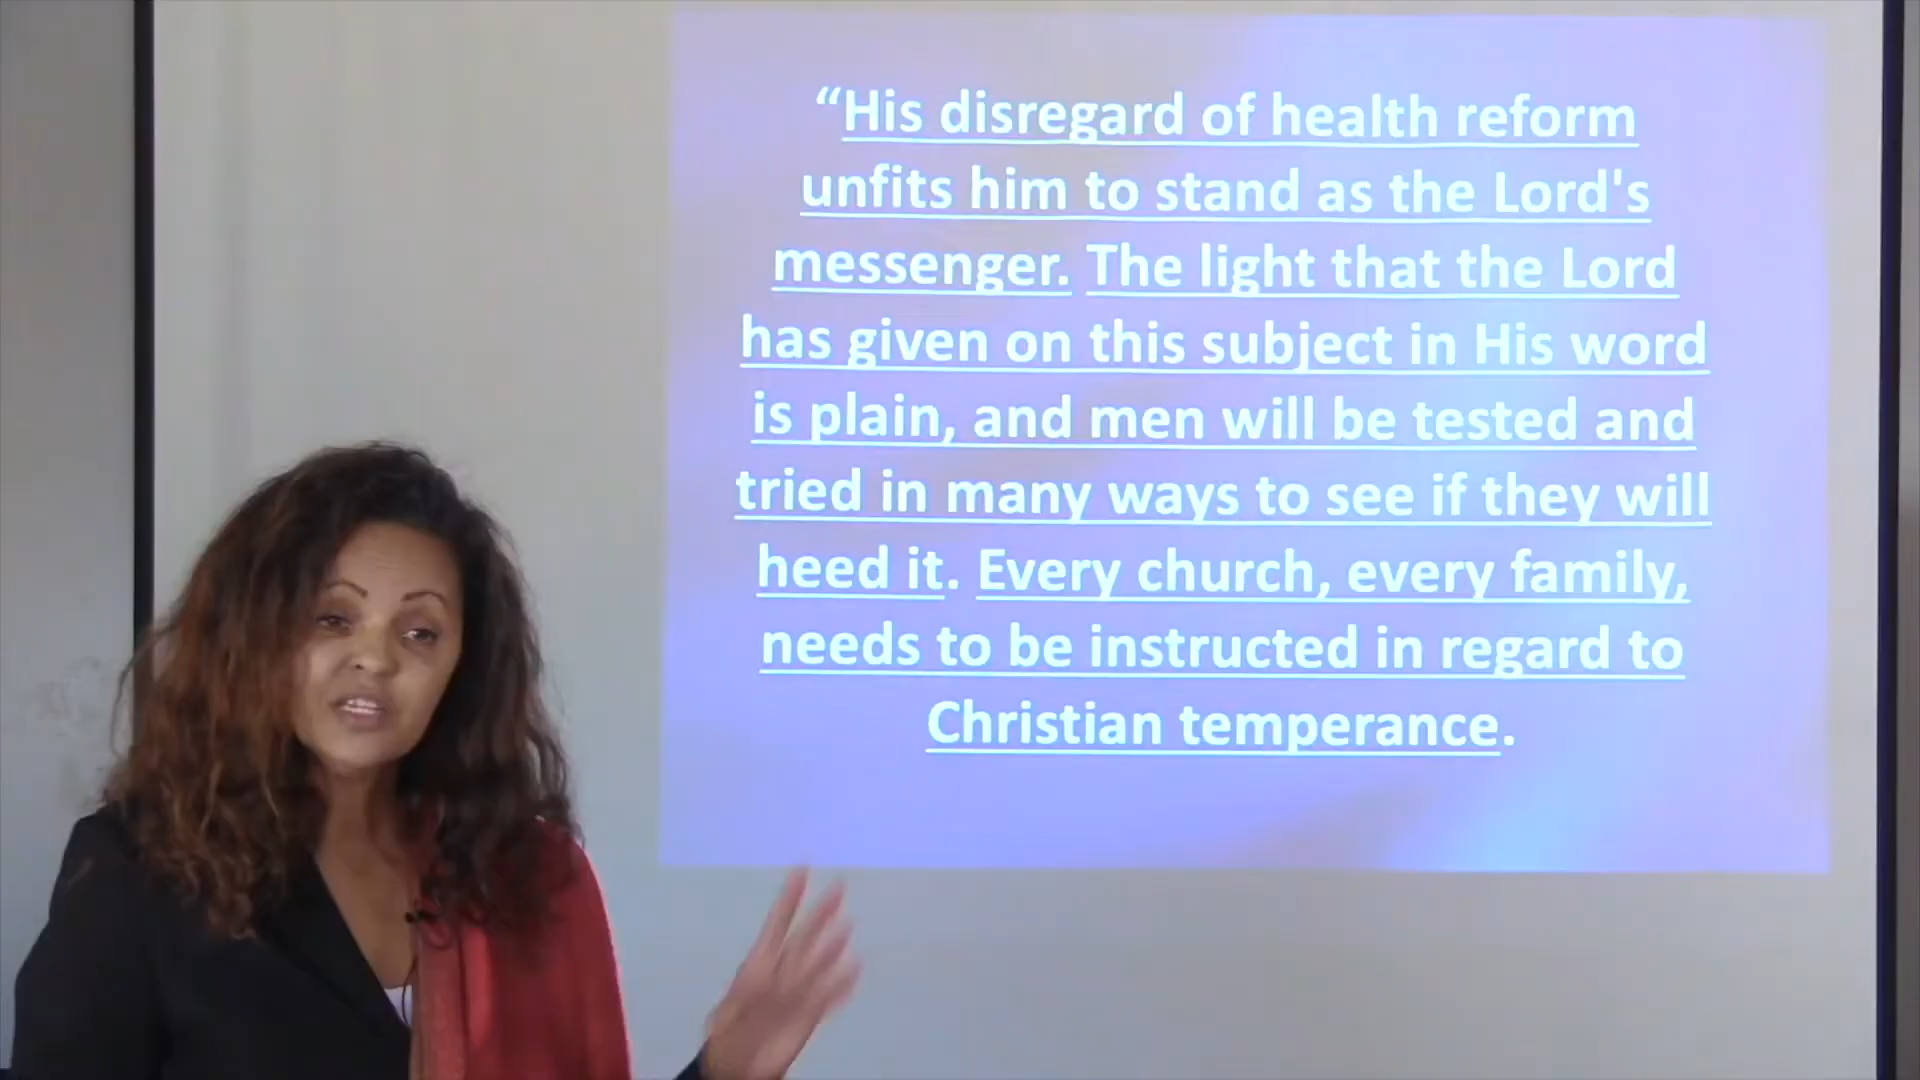 “His disregard of health reform
unfits him to stand as the Lord's
messenger. The light that the Lord
has given on this subject in His word
is plain, and men will be tested and
tried in many ways to see if they will
heed it. Every church, every family,
needs to be instructed in regard to
Christian temperance.